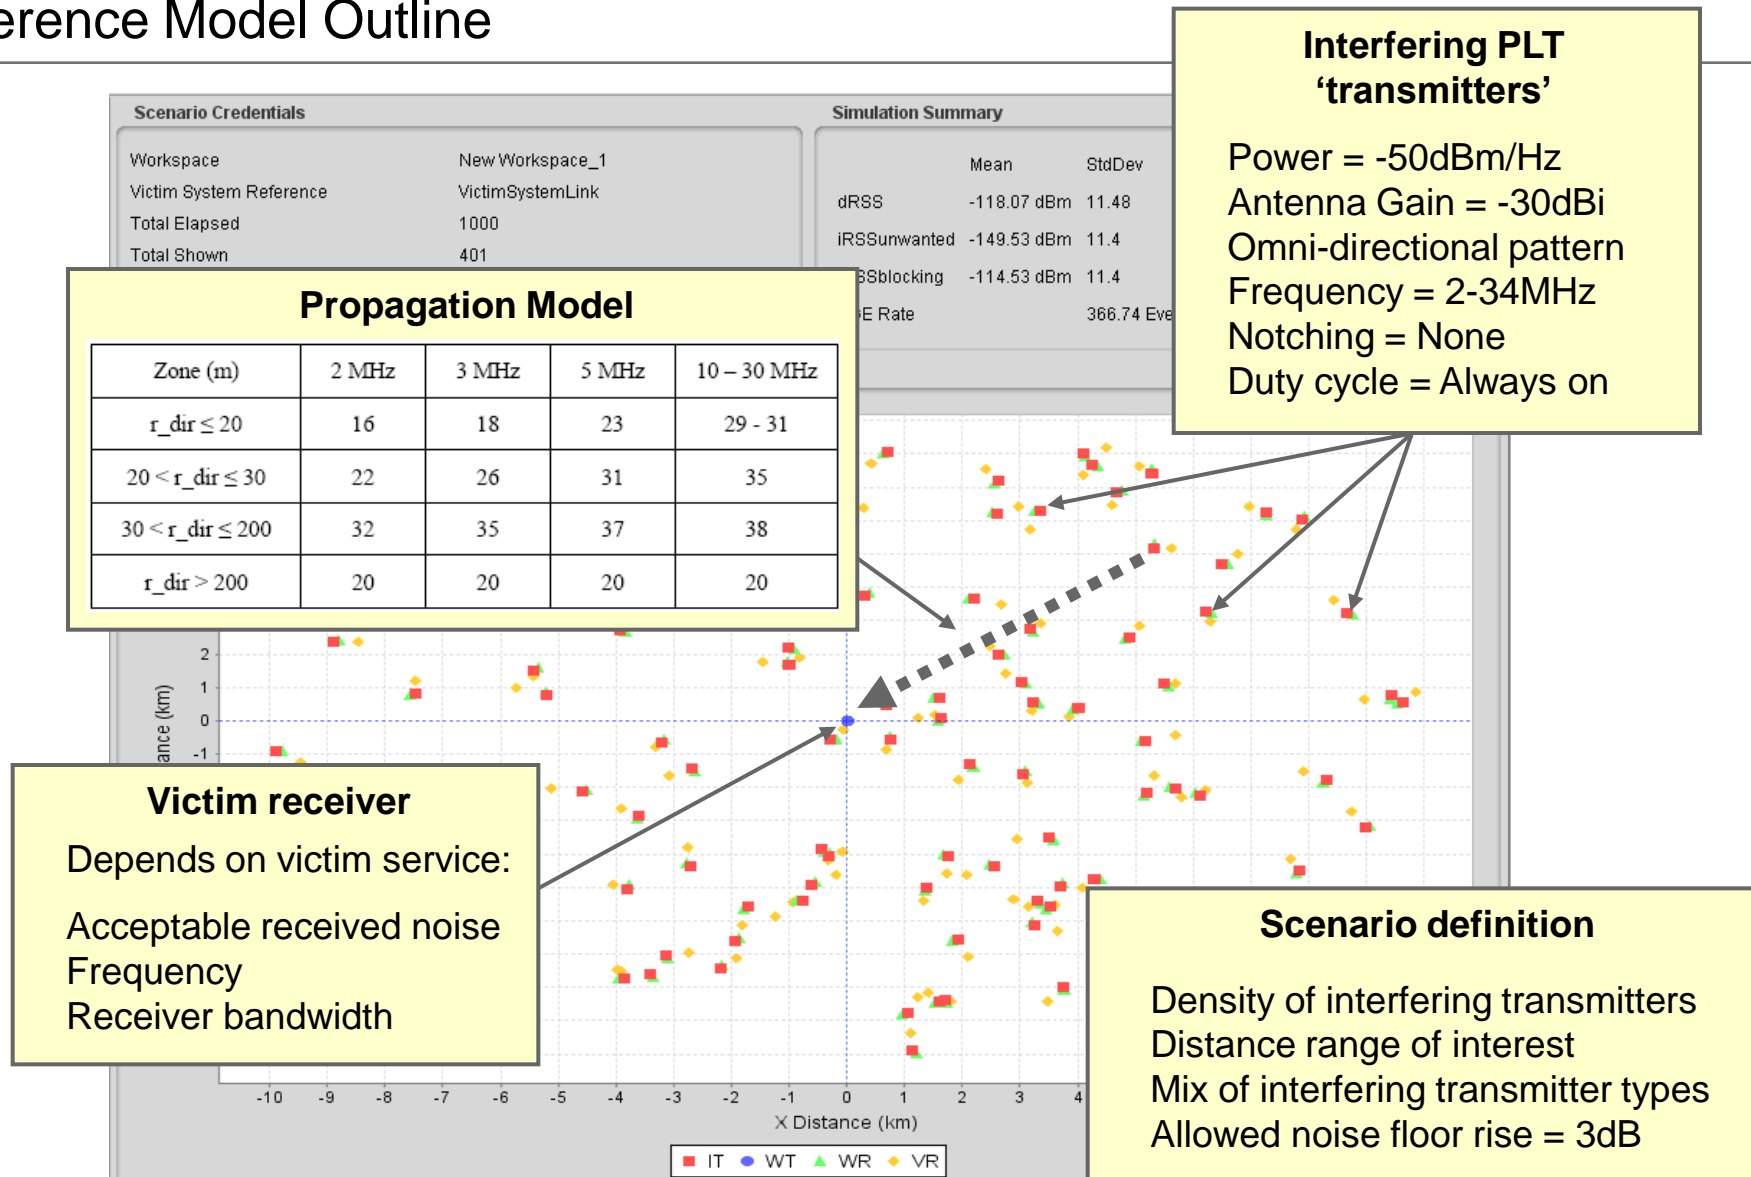 erence Model Outline
Interfering PLT
‘transmitters’
Power = -50dBm/Hz
Antenna Gain = -30dBi
Omni-directional pattern
Frequency = 2-34MHz
Notching = None
Duty cycle = Always on
Scenario Credentials
Workspace New Workspace_1
Victim System Reference VictimSystemLink
Total Elapsed 1000
Total Shown 401
Simulation Summary
Mean StdDev
dRSS -118.07 dBm 11.48
iRSSunwanted -149.53 dBm 11.4
SSblocking -114.53 dBm 11.4
E Rate 366.74 Eve
Propagation Model
Zone (m) 2 MHz 3 MHz 5 MHz 10 – 30 MHz
r_dir ≤ 20 16 18 23 29 - 31
20 < r_dir ≤ 30 22 26 31 35
30 < r_dir ≤ 200 32 35 37 38
r_dir > 200 20 20 20 20
2
1
0
-1
ance (km)
Victim receiver
Depends on victim service:
Acceptable received noise
Frequency
Receiver bandwidth
Scenario definition
Density of interfering transmitters
Distance range of interest
Mix of interfering transmitter types
Allowed noise floor rise = 3dB
-10 -9 -8 -7 -6 -5 -4 -3 -2 -1 0 1 2 3 4
X Distance (km)
IT WT WR VR